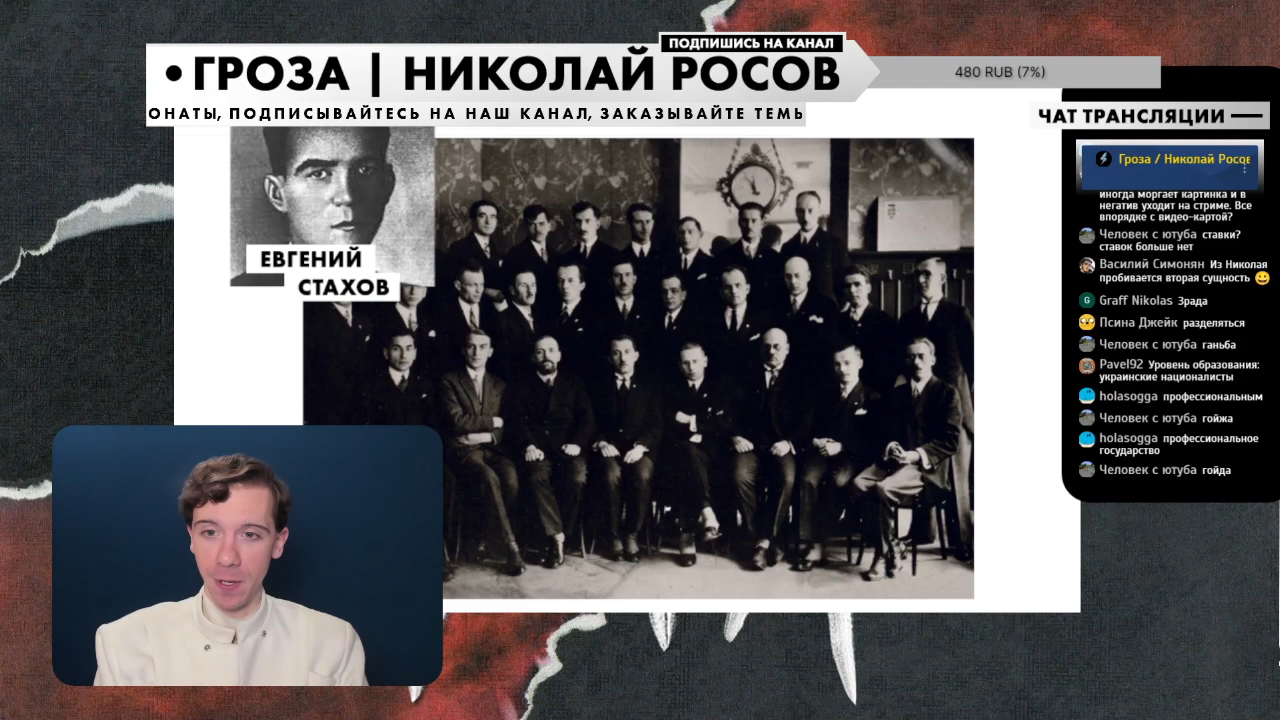 ПОДПИШИСЬ НА КАНАЛ
• ГРОЗА | НИКОЛАЙ РОСОВ
480 RUB (7%)
ОНАТЫ, ПОДПИСЫВАЙТЕСЬ НА НАШ КАНАЛ, ЗАКАЗЫВАЙТЕ ТЕМЬ
ЧАТ ТРАНСЛЯЦИИ —
Гроза / Николай Росов
иногда моргает картинка и в
негатив уходит на стриме. Все
впорядке с видео-картой?
Человек с ютуба ставки?
ставок больше нет
Василий Симонян Из Николая
пробивается вторая сущность 😀
G Graff Nikolas Зрада
Псина Джейк разделяться
Человек с ютуба ганьба
Pavel92 Уровень образования:
украинские националисты
holasogga профессиональным
Человек с ютуба гойжа
holasogga профессиональное
государство
Человек с ютуба гойда
ЕВГЕНИЙ
СТАХОВ